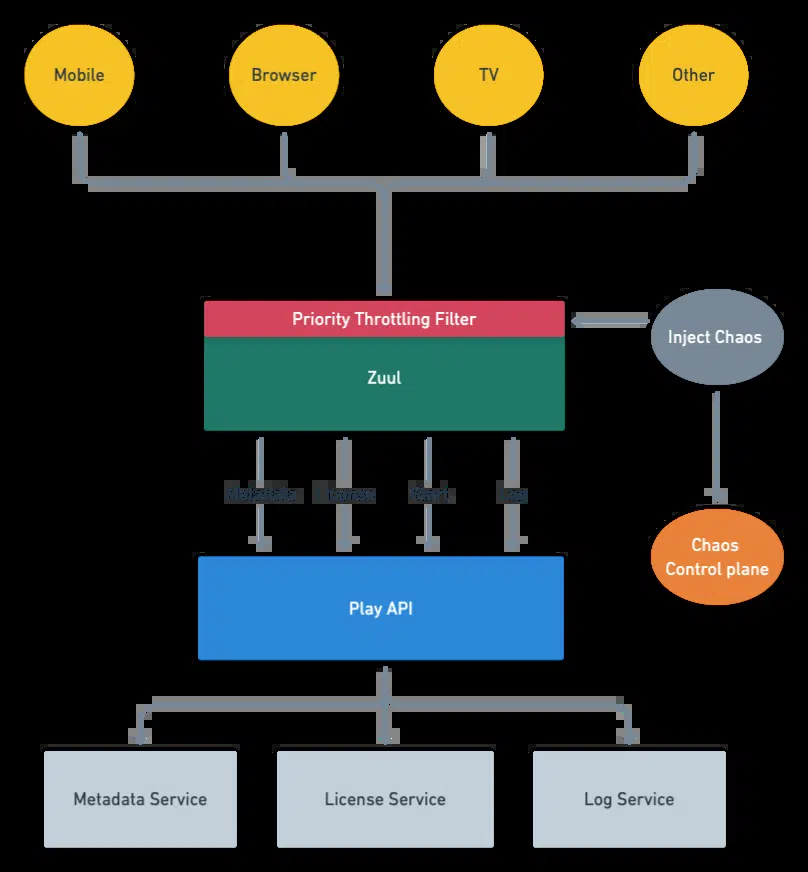 Mobile
Browser
TV
Other
Priority Throttling Filter
Inject Chaos
Zuul
Metadata
License
Start
Log
Chaos
Control plane
Play API
Metadata Service
License Service
Log Service